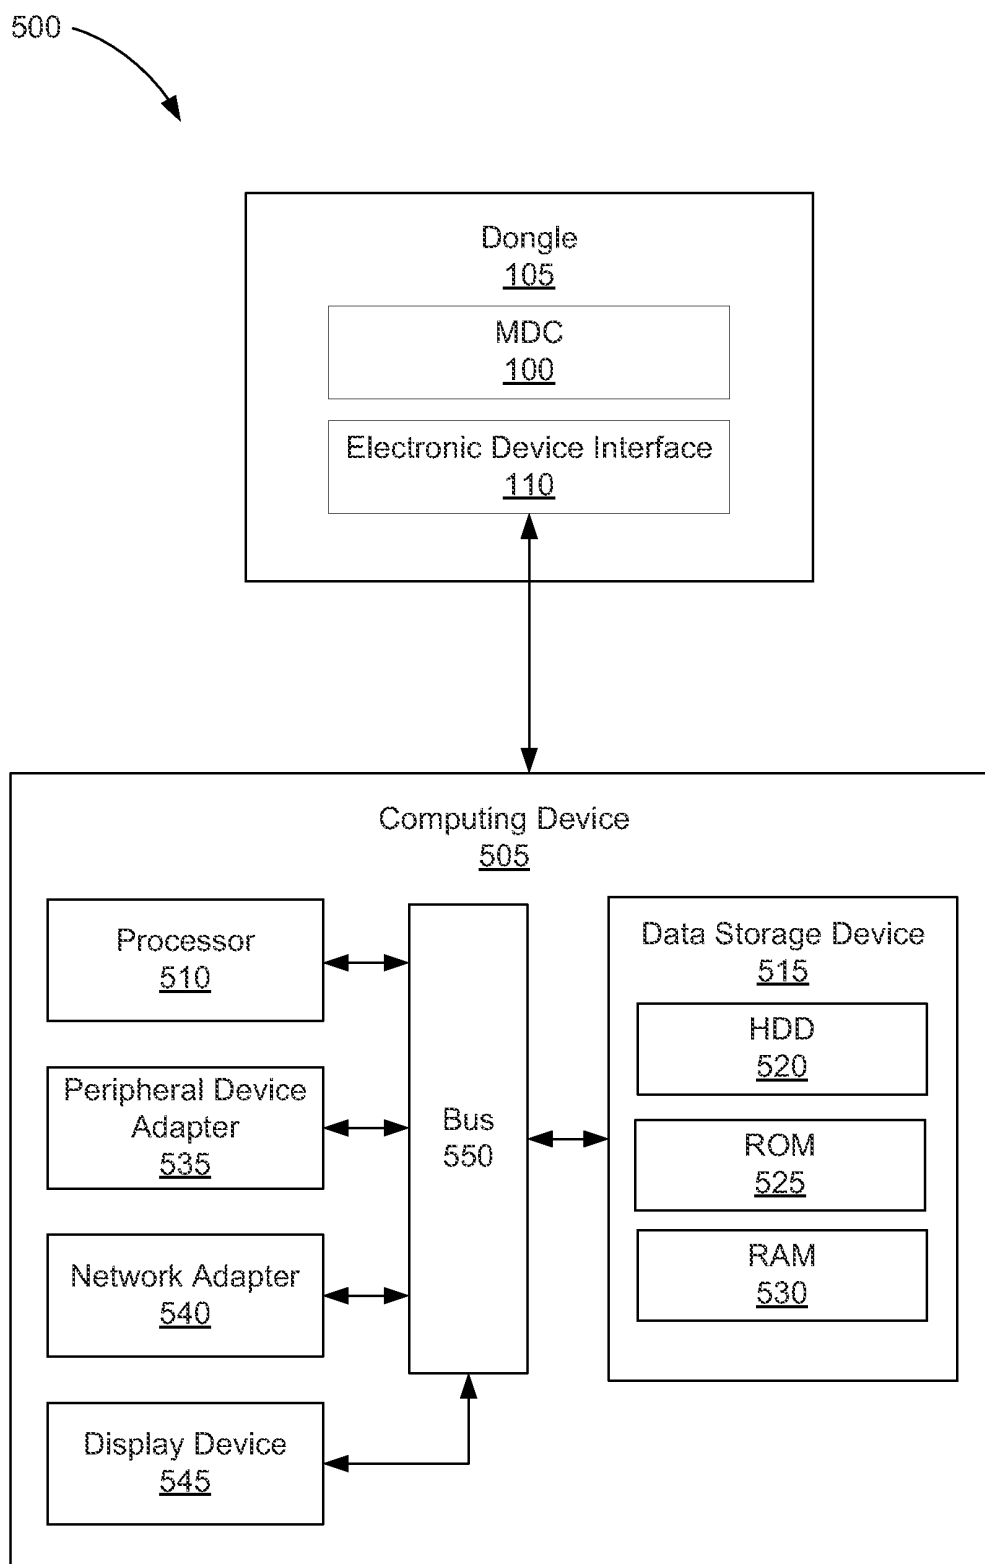 500
Dongle
105
MDC
100
Electronic Device Interface
110
Computing Device
505
Processor
510
Peripheral Device
Adapter
535
Network Adapter
540
Display Device
545
Bus
550
Data Storage Device
515
HDD
520
ROM
525
RAM
530